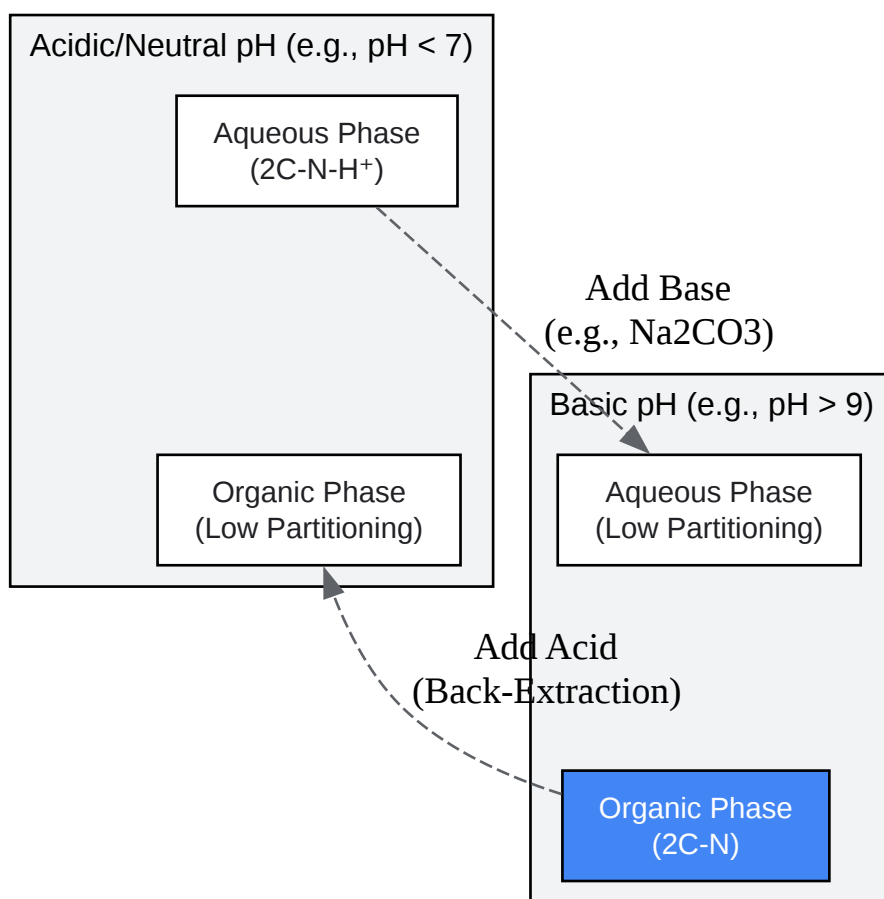 Acidic/Neutral pH (e.g., pH < 7)
Aqueous Phase
(2C-N-H⁺)
Add Base
(e.g., Na2CO3)
Basic pH (e.g., pH > 9)
Organic Phase
(Low Partitioning)
Aqueous Phase
(Low Partitioning)
Add Acid
(Back-Extraction)
Organic Phase
(2C-N)